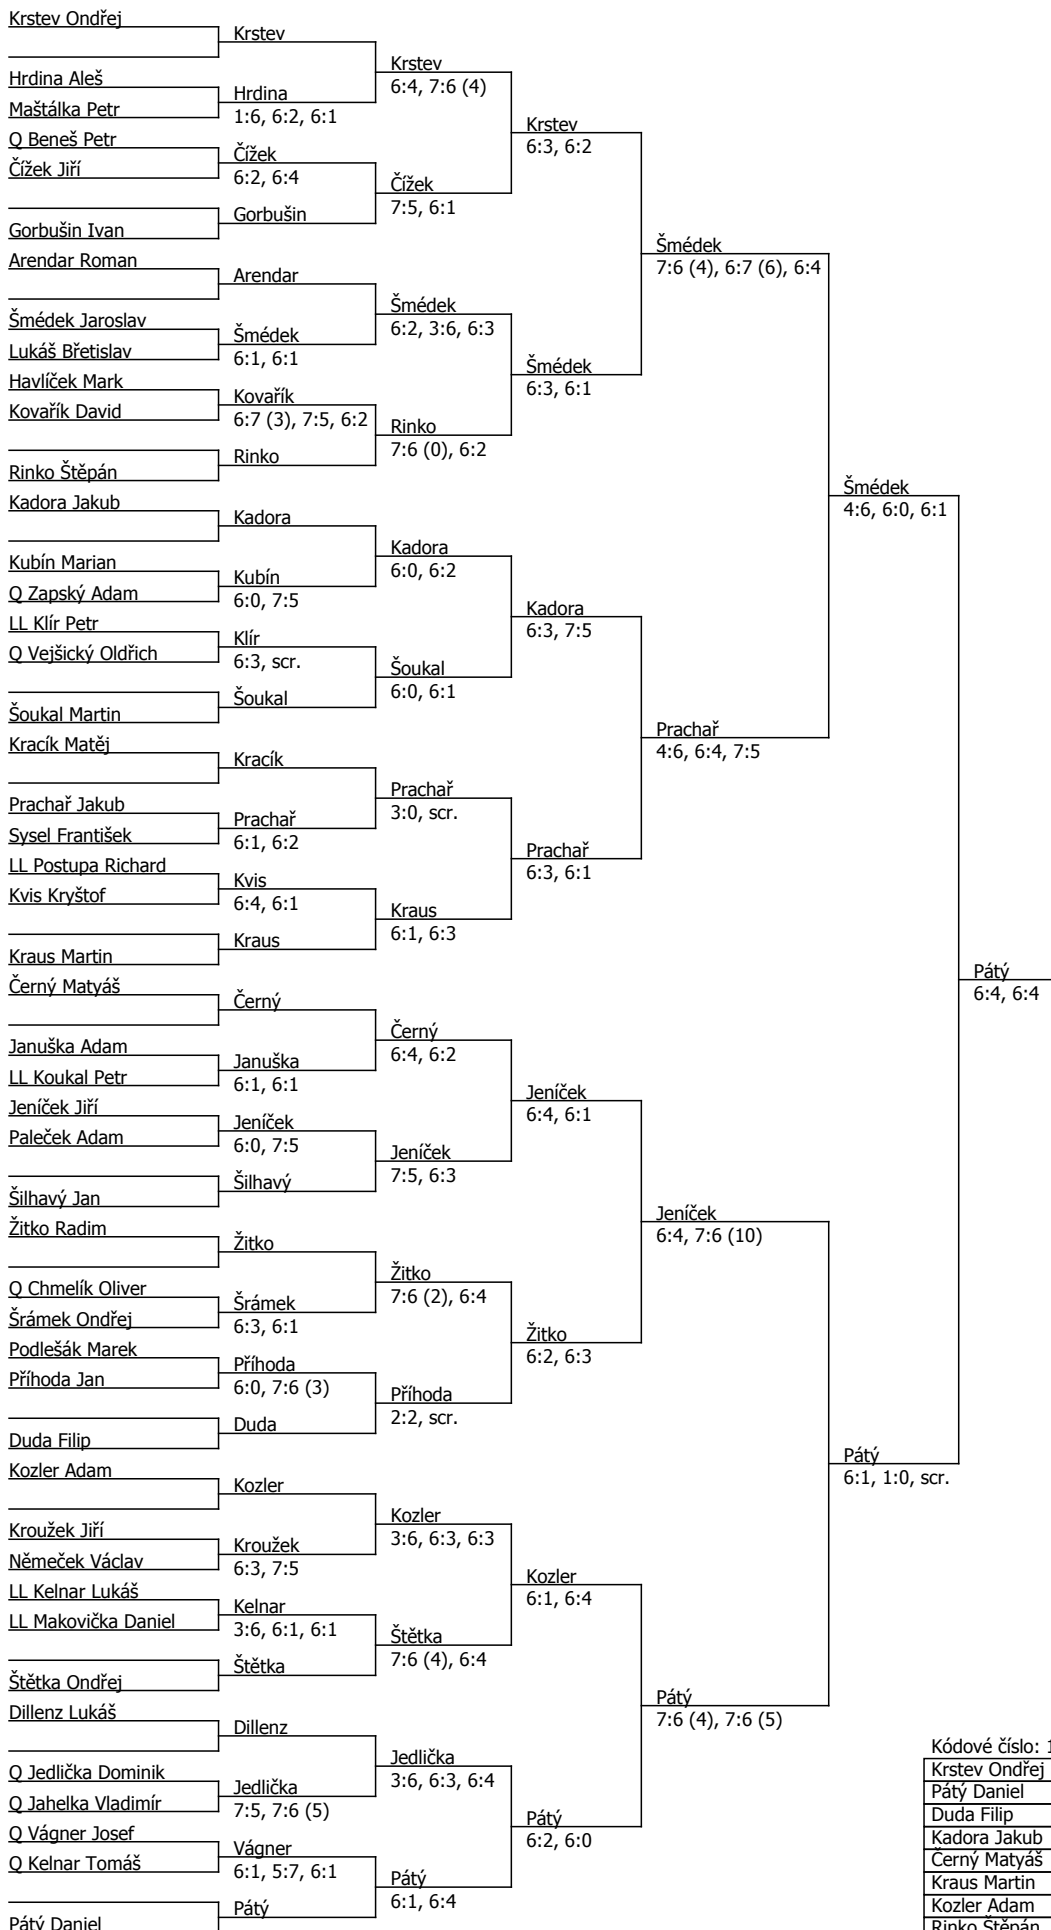 Krstev Ondřej
Krstev
Krstev
6:4, 7:6 (4)
Hrdina Aleš
Hrdina
Maštálka Petr
1:6, 6:2, 6:1
Krstev
6:3, 6:2
Q Beneš Petr
Čížek
Čížek Jiří
6:2, 6:4
Čížek
7:5, 6:1
Gorbušin
Gorbušin Ivan
Šmédek
7:6 (4), 6:7 (6), 6:4
Arendar Roman
Arendar
Šmédek
6:2, 3:6, 6:3
Šmédek Jaroslav
Šmédek
Lukáš Břetislav
6:1, 6:1
Šmédek
6:3, 6:1
Havlíček Mark
Kovařík
Kovařík David
6:7 (3), 7:5, 6:2
Rinko
7:6 (0), 6:2
Rinko
Rinko Štěpán
Šmédek
4:6, 6:0, 6:1
Kadora Jakub
Kadora
Kadora
6:0, 6:2
Kubín Marian
Kubín
Q Zapský Adam
6:0, 7:5
Kadora
6:3, 7:5
LL Klír Petr
Klír
Q Vejšický Oldřich
6:3, scr.
Šoukal
6:0, 6:1
Šoukal
Šoukal Martin
Prachař
4:6, 6:4, 7:5
Kracík Matěj
Kracík
Prachař
3:0, scr.
Prachař Jakub
Prachař
Sysel František
6:1, 6:2
Prachař
6:3, 6:1
LL Postupa Richard
Kvis
Kvis Kryštof
6:4, 6:1
Kraus
6:1, 6:3
Kraus
Kraus Martin
Pátý
6:4, 6:4
Černý Matyáš
Černý
Černý
6:4, 6:2
Januška Adam
Januška
LL Koukal Petr
6:1, 6:1
Jeníček
6:4, 6:1
Jeníček Jiří
Jeníček
Paleček Adam
6:0, 7:5
Jeníček
7:5, 6:3
Šilhavý
Šilhavý Jan
Jeníček
6:4, 7:6 (10)
Žitko Radim
Žitko
Žitko
7:6 (2), 6:4
Q Chmelík Oliver
Šrámek
Šrámek Ondřej
6:3, 6:1
Žitko
6:2, 6:3
Podlešák Marek
Příhoda
Příhoda Jan
6:0, 7:6 (3)
Příhoda
2:2, scr.
Duda
Duda Filip
Pátý
6:1, 1:0, scr.
Kozler Adam
Kozler
Kozler
3:6, 6:3, 6:3
Kroužek Jiří
Kroužek
Němeček Václav
6:3, 7:5
Kozler
6:1, 6:4
LL Kelnar Lukáš
Kelnar
LL Makovička Daniel
3:6, 6:1, 6:1
Štětka
7:6 (4), 6:4
Štětka
Štětka Ondřej
Pátý
7:6 (4), 7:6 (5)
Dillenz Lukáš
Dillenz
Jedlička
3:6, 6:3, 6:4
Q Jedlička Dominik
Jedlička
Q Jahelka Vladimír
7:5, 7:6 (5)
Pátý
6:2, 6:0
Q Vágner Josef
Vágner
Q Kelnar Tomáš
6:1, 5:7, 6:1
Pátý
6:1, 6:4
Pátý
Pátý Daniel
Kódové číslo: 1
Krstev Ondřej
Pátý Daniel
Duda Filip
Kadora Jakub
Černý Matyáš
Kraus Martin
Kozler Adam
Rinko Štěpán